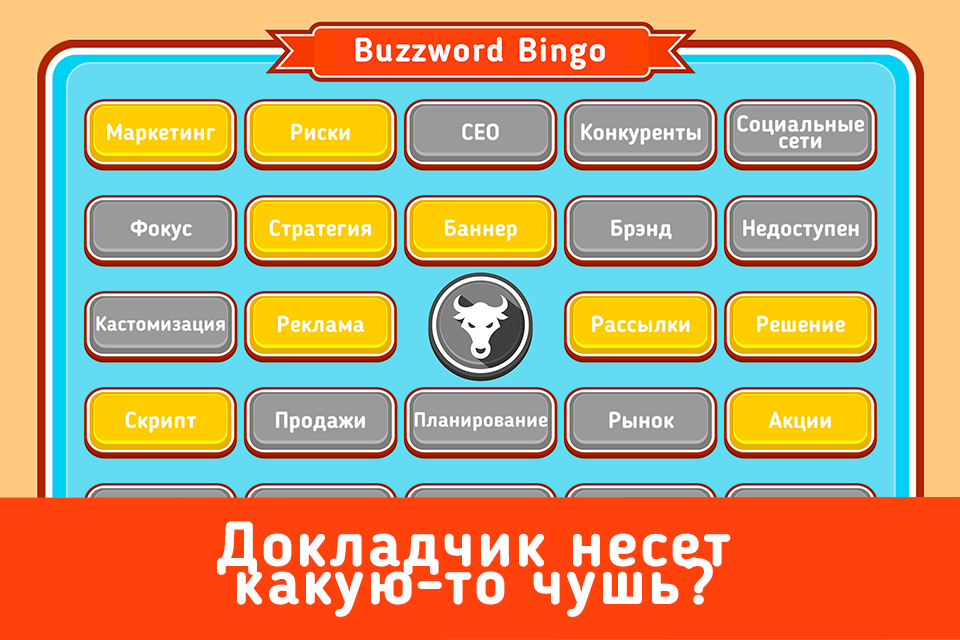 Buzzword Bingo
Маркетинг
Риски
CEO
Конкуренты
Социальные
сети
Фокус
Стратегия
Баннер
Брэнд
Недоступен
Кастомизация
Реклама
Рассылки
Решение
Скрипт
Продажи
Планирование
Рынок
Акции
Докладчик несет
какую-то чушь?